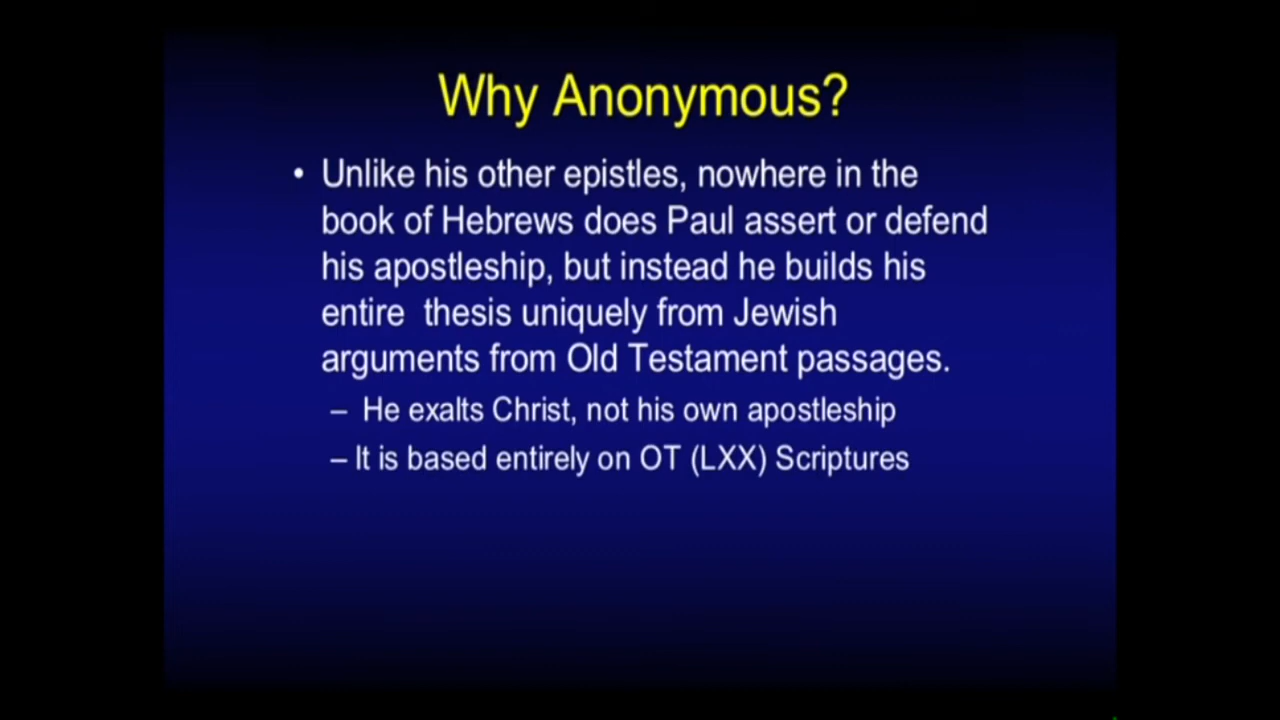 Why Anonymous?
• Unlike his other epistles, nowhere in the
book of Hebrews does Paul assert or defend
his apostleship, but instead he builds his
entire  thesis uniquely from Jewish
arguments from Old Testament passages.
– He exalts Christ, not his own apostleship
– It is based entirely on OT (LXX) Scriptures